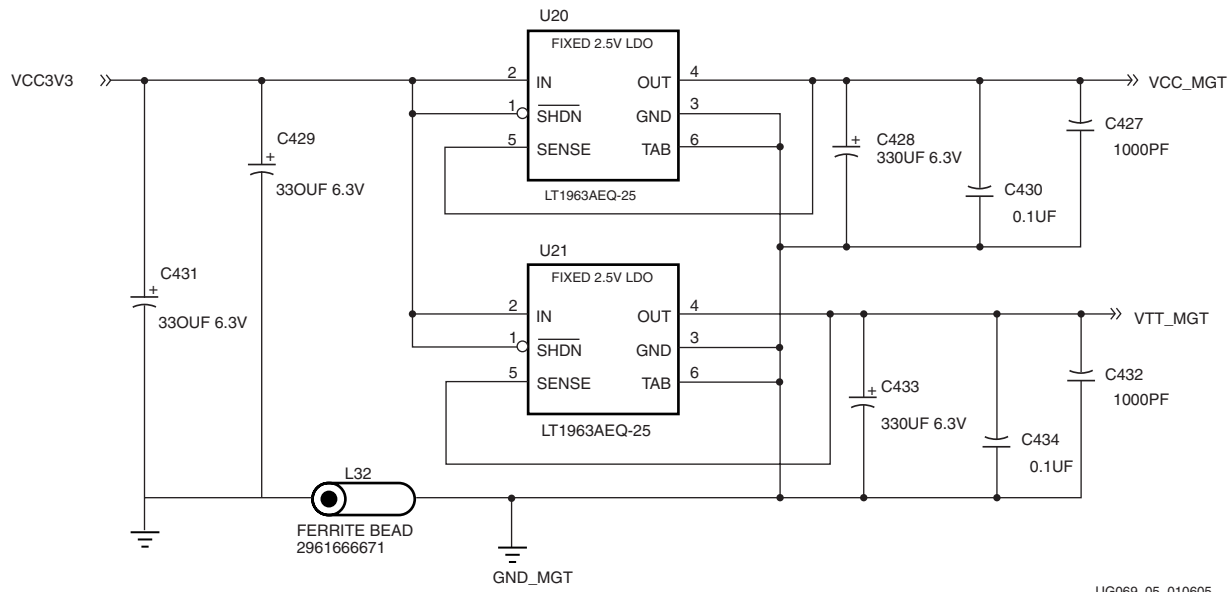 U20
FIXED 2.5V LDO
VCC3V3
2
IN
OUT
4
VCC_MGT
1
SHDN
GND
3
5
SENSE
TAB
6
LT1963AEQ-25
C429
+
33OUF 6.3V
C428
+
330UF 6.3V
C427
1000PF
C430
0.1UF
U21
FIXED 2.5V LDO
C431
+
33OUF 6.3V
2
IN
OUT
4
VTT_MGT
1
SHDN
GND
3
5
SENSE
TAB
6
LT1963AEQ-25
C433
+
330UF 6.3V
C432
1000PF
C434
0.1UF
L32
FERRITE BEAD
2961666671
GND_MGT
UG069_05_010605